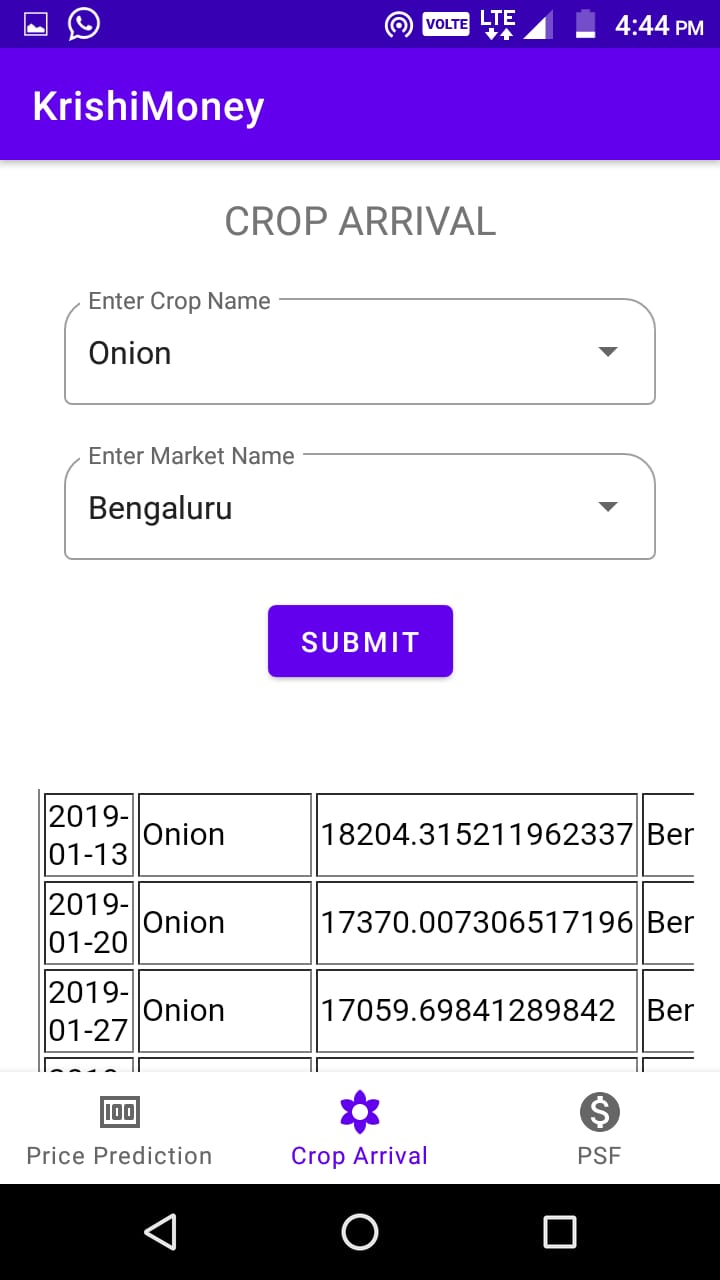 VOLTE LTE 4:44 PM
KrishiMoney
CROP ARRIVAL
Enter Crop Name
Onion
Enter Market Name
Bengaluru
SUBMIT
2019-
01-13 Onion 18204.315211962337 Ber
2019-
01-20 Onion 17370.007306517196 Ber
2019-
01-27 Onion 17059.69841289842 Ber
100 $
Price Prediction Crop Arrival PSF